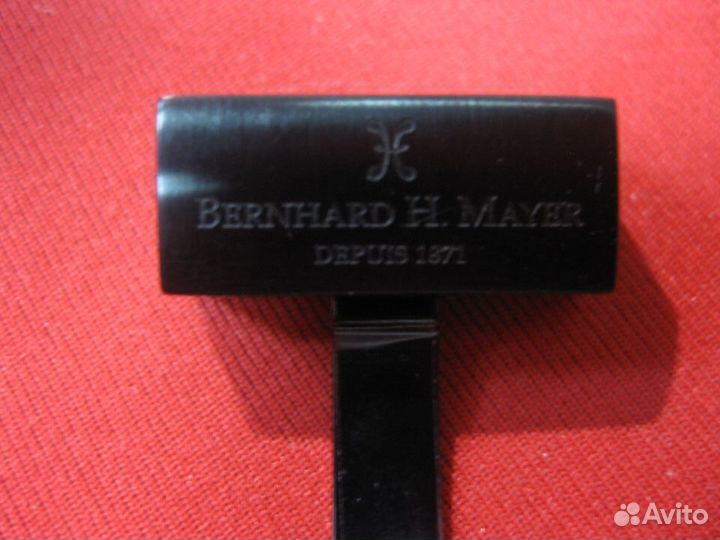 BERNHARD H. MAYER
DEPUIS 1871
Avito